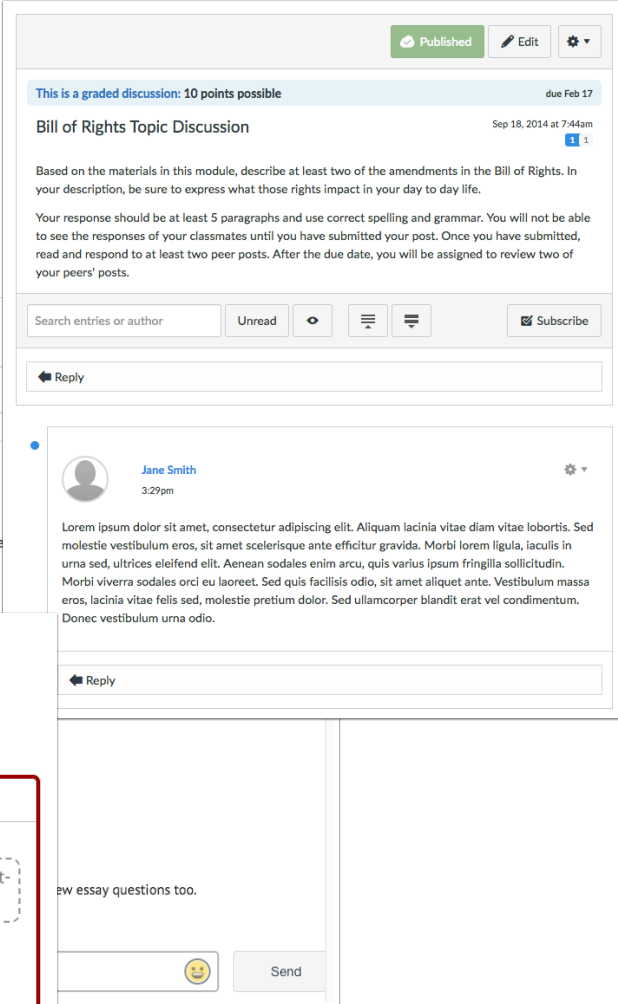 Published Edit
This is a graded discussion: 10 points possible due Feb 17
Bill of Rights Topic Discussion Sep 18, 2014 at 7:44am
1 1
Based on the materials in this module, describe at least two of the amendments in the Bill of Rights. In
your description, be sure to express what those rights impact in your day to day life.
Your response should be at least 5 paragraphs and use correct spelling and grammar. You will not be able
to see the responses of your classmates until you have submitted your post. Once you have submitted,
read and respond to at least two peer posts. After the due date, you will be assigned to review two of
your peers' posts.
Search entries or author Unread Subscribe
Reply
Jane Smith
3:29pm
Lorem ipsum dolor sit amet, consectetur adipiscing elit. Aliquam lacinia vitae diam vitae lobortis. Sed
molestie vestibulum eros, sit amet scelerisque ante efficitur gravida. Morbi lorem ligula, iaculis in
urna sed, ultrices eleifend elit. Aenean sodales enim arcu, quis varius ipsum fringilla sollicitudin.
Morbi viverra sodales orci eu laoreet. Sed quis facilisis odio, sit amet aliquet ante. Vestibulum massa
eros, lacinia vitae felis sed, molestie pretium dolor. Sed ullamcorper blandit erat vel condimentum.
Donec vestibulum urna odio.
Reply
t-
ew essay questions too.
Send